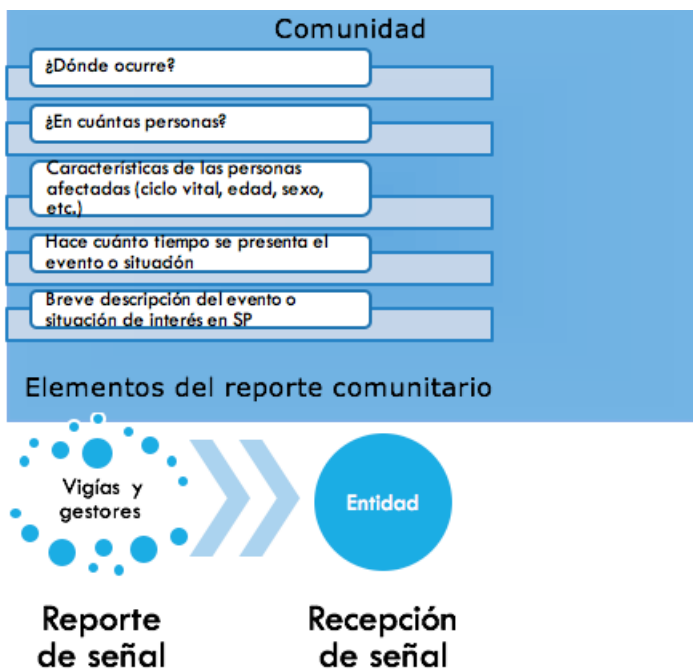 Comunidad
¿Dónde ocurre?
¿En cuántas personas?
Características de las personas
afectadas (ciclo vital, edad, sexo,
etc.)
Hace cuánto tiempo se presenta el
evento o situación
Breve descripción del evento o
situación de interés en SP
Elementos del reporte comunitario
Vigías y
gestores
Entidad
Reporte
de señal
Recepción
de señal